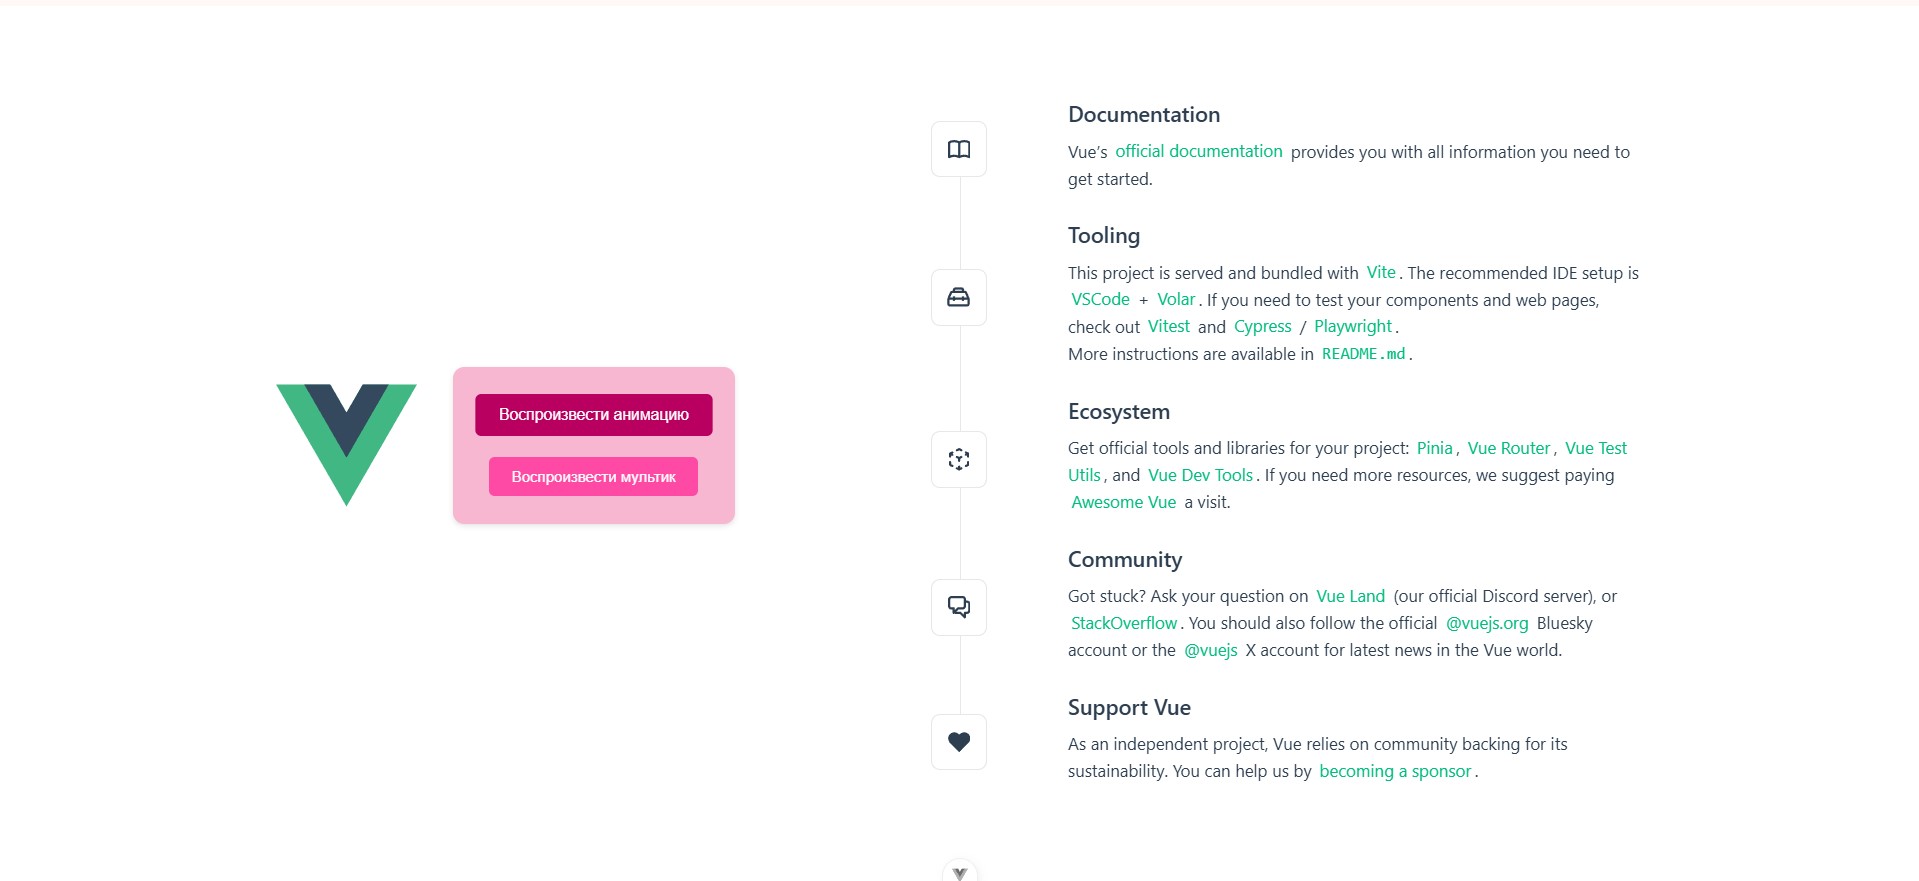 Воспроизвести анимацию
Воспроизвести мультик
Documentation
Vue’s official documentation provides you with all information you need to
get started.
Tooling
This project is served and bundled with Vite. The recommended IDE setup is
VSCode + Volar. If you need to test your components and web pages,
check out Vitest and Cypress / Playwright.
More instructions are available in README.md.
Ecosystem
Get official tools and libraries for your project: Pinia, Vue Router, Vue Test
Utils, and Vue Dev Tools. If you need more resources, we suggest paying
Awesome Vue a visit.
Community
Got stuck? Ask your question on Vue Land (our official Discord server), or
StackOverflow. You should also follow the official @vuejs.org Bluesky
account or the @vuejs X account for latest news in the Vue world.
Support Vue
As an independent project, Vue relies on community backing for its
sustainability. You can help us by becoming a sponsor.